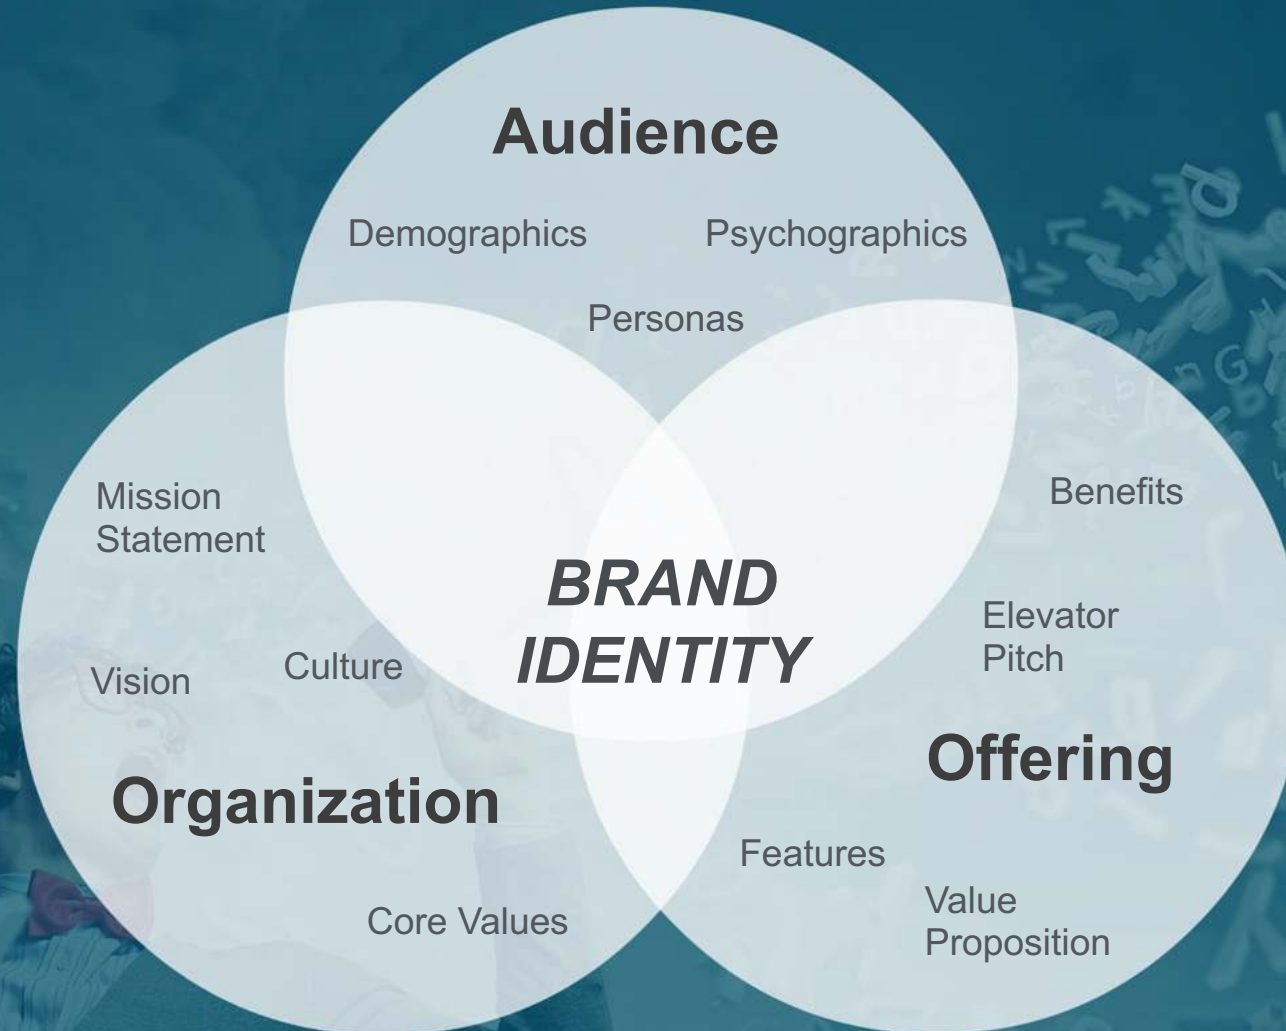 Audience
Demographics Psychographics
Personas
Mission
Statement
Benefits
BRAND
IDENTITY
Elevator
Pitch
Vision
Culture
Offering
Organization
Features
Core Values
Value
Proposition